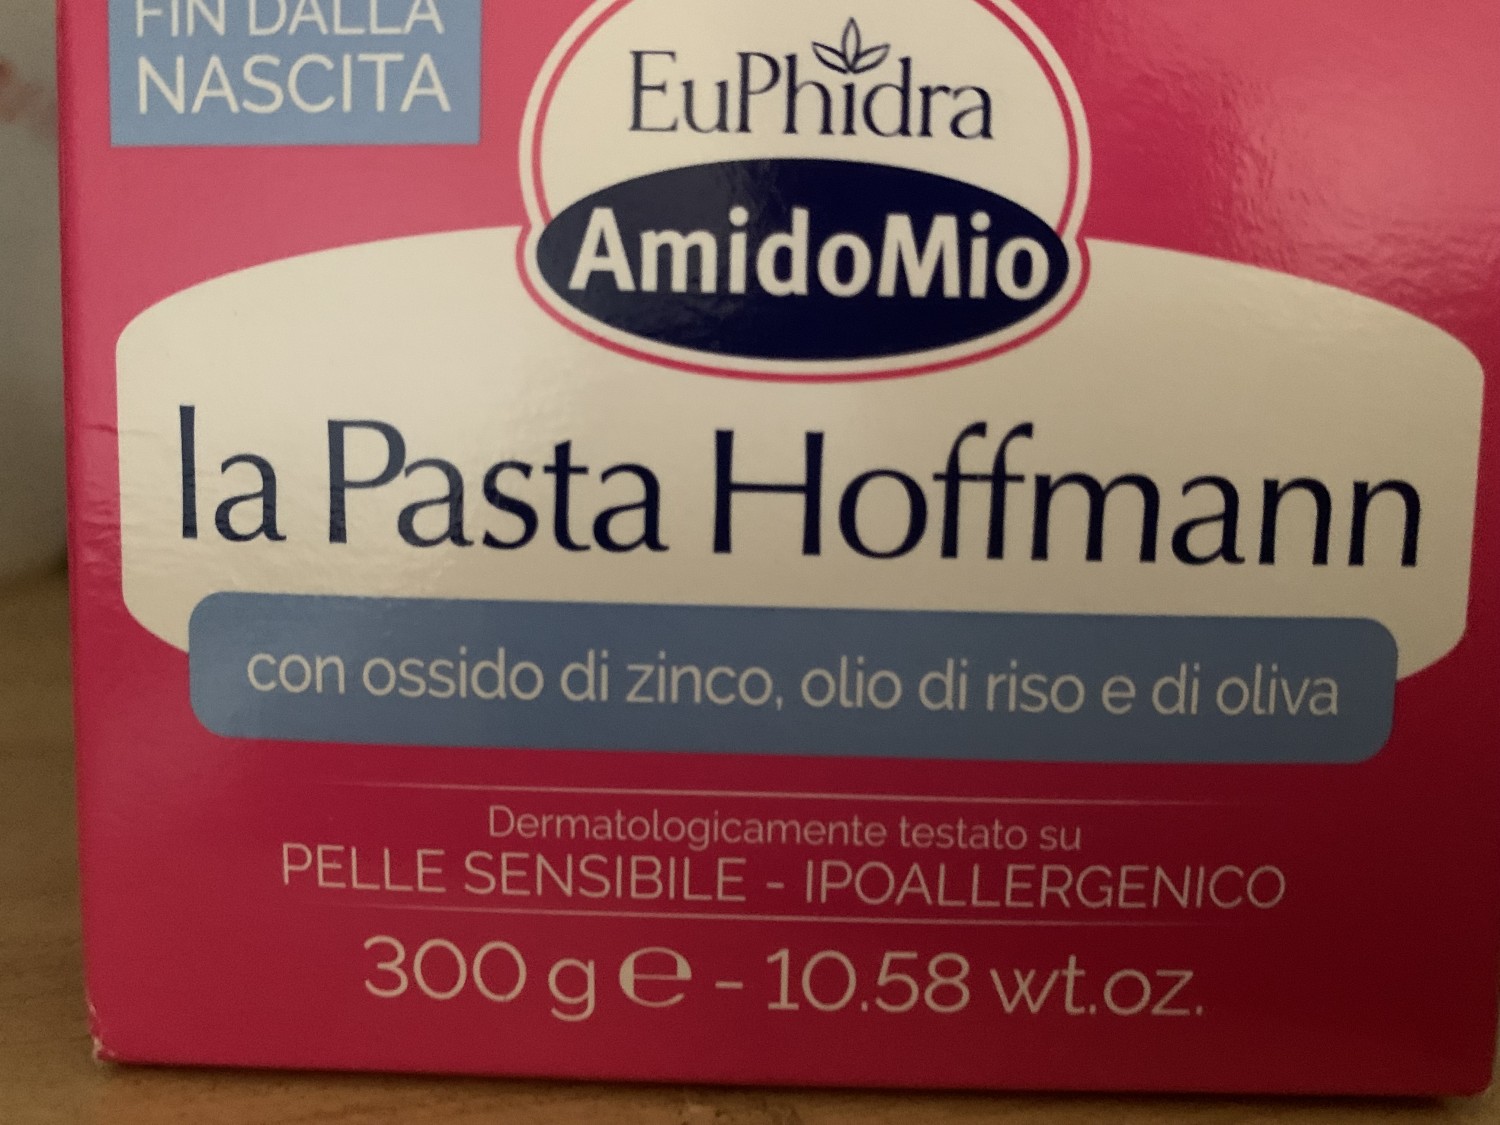 FIN DALLA
NASCITA
EuPhidra
AmidoMio
la Pasta Hoffmann
con ossido di zinco, olio di riso e di oliva
Dermatologicamente testato su
PELLE SENSIBILE - IPOALLERGENICO
300 g e - 10.58 wt.oz.